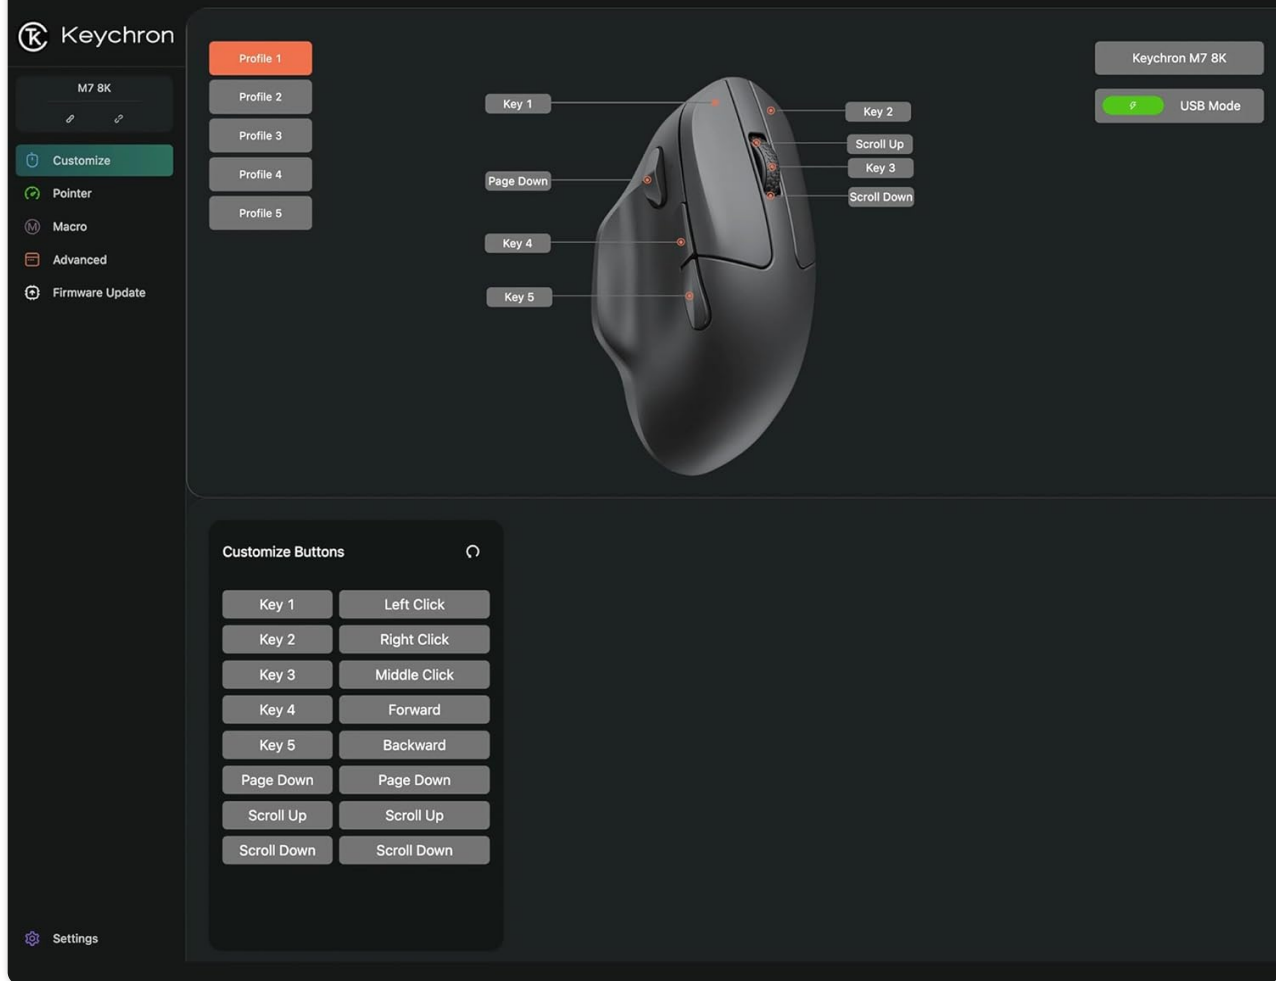 Keychron
M7 8K
Customize
Pointer
Macro
Advanced
Firmware Update
Settings
Profile 1
Profile 2
Profile 3
Profile 4
Profile 5
Key 1
Page Down
Key 4
Key 5
Key 2
Scroll Up
Key 3
Scroll Down
Keychron M7 8K
USB Mode
Customize Buttons
Key 1 Left Click
Key 2 Right Click
Key 3 Middle Click
Key 4 Forward
Key 5 Backward
Page Down Page Down
Scroll Up Scroll Up
Scroll Down Scroll Down